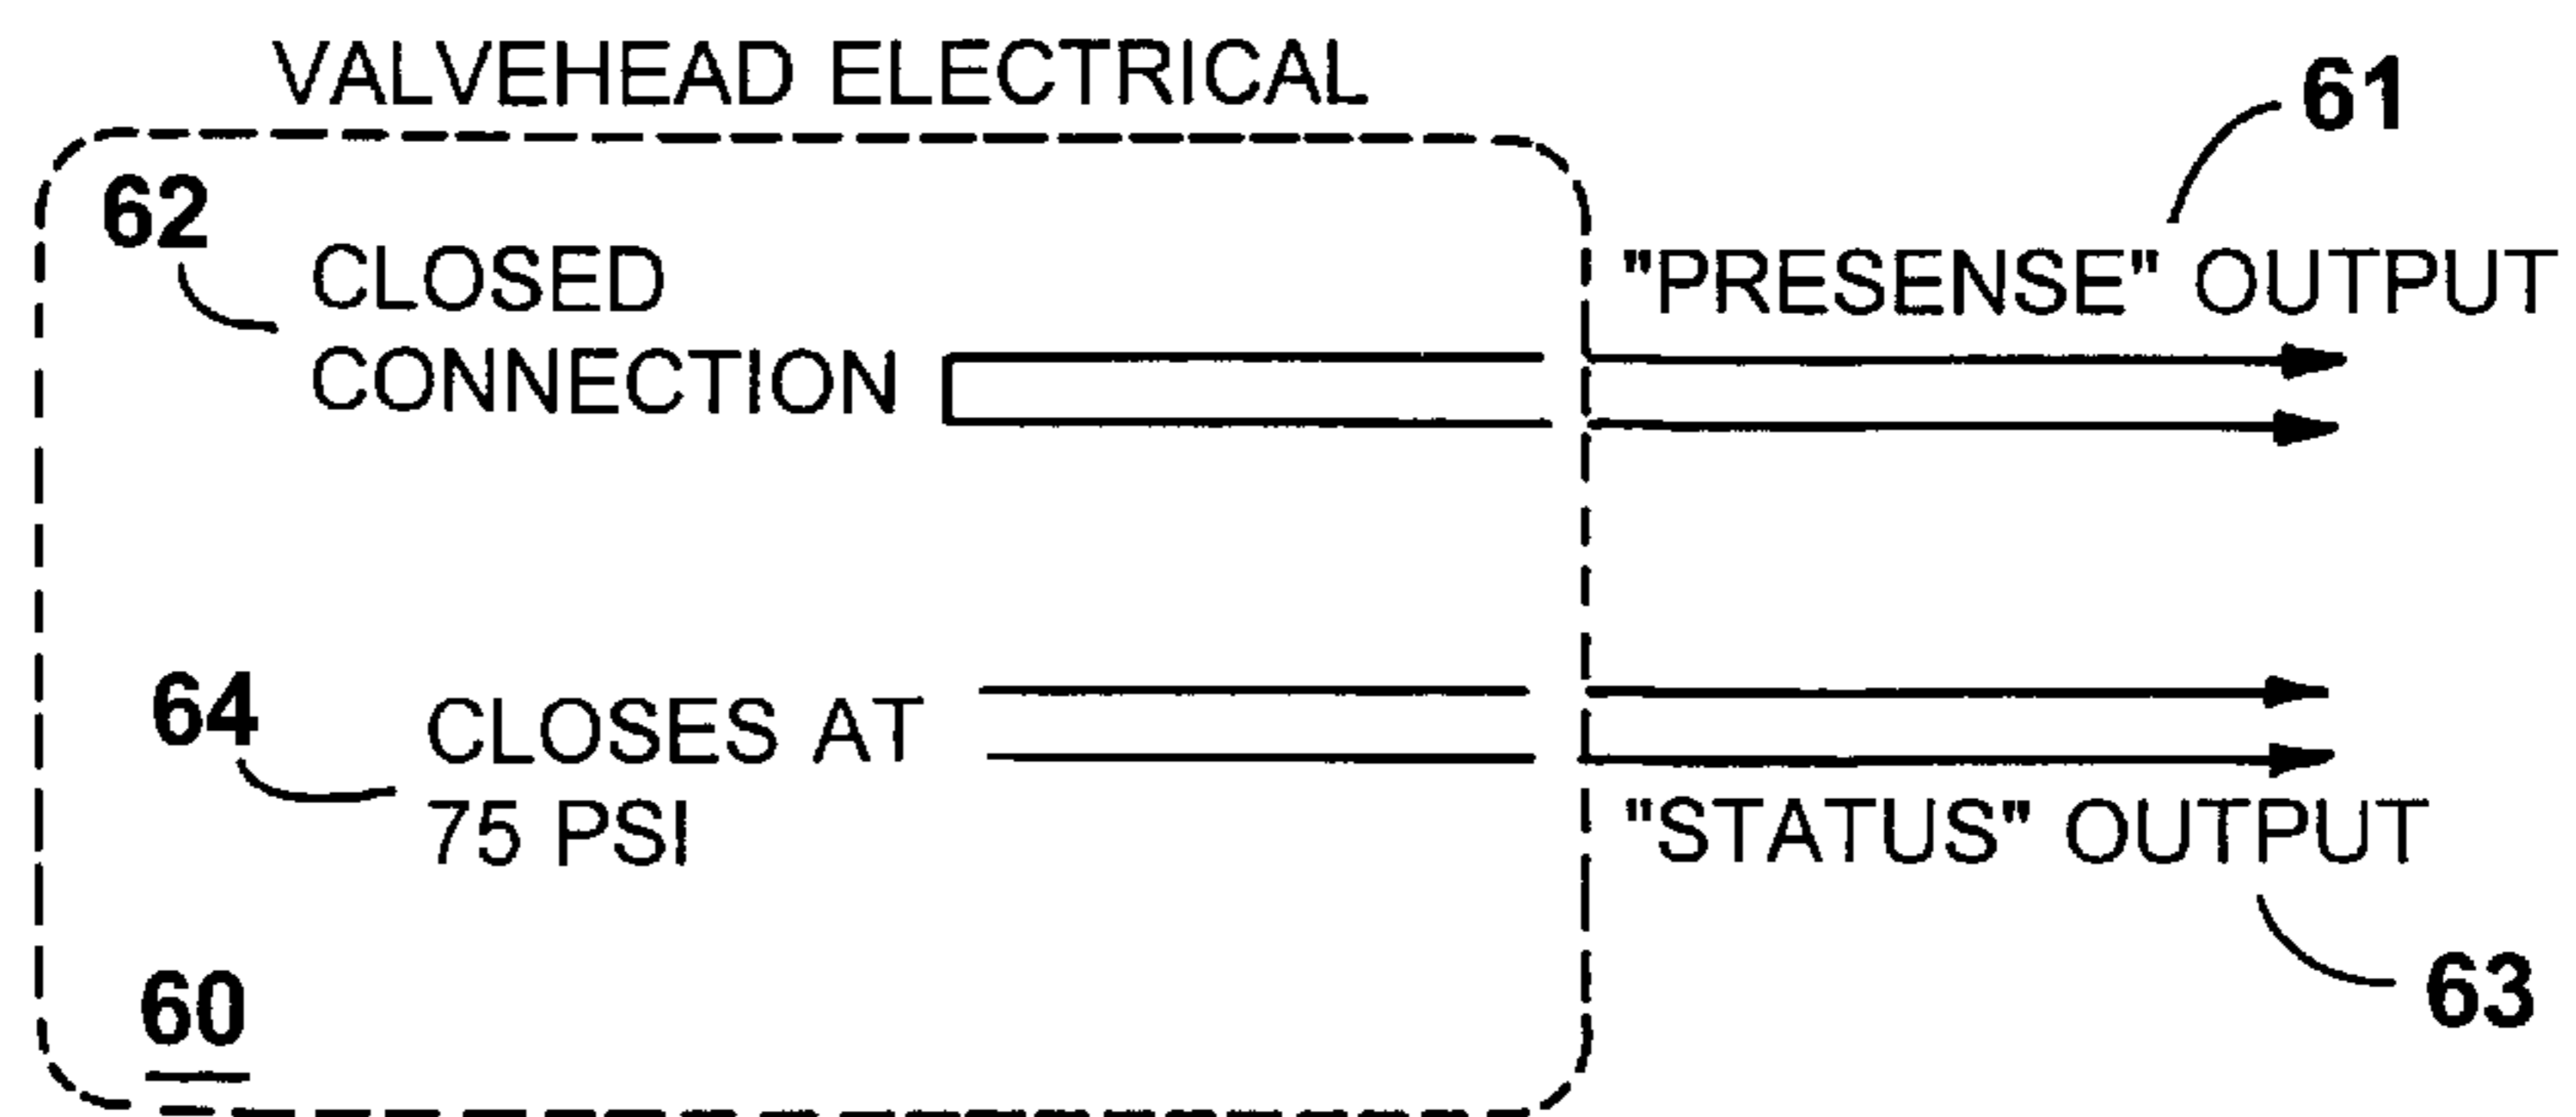 VALVEHEAD ELECTRICAL
61
62
CLOSED
CONNECTION
"PRESENSE" OUTPUT
64
CLOSES AT
75 PSI
"STATUS" OUTPUT
60
63